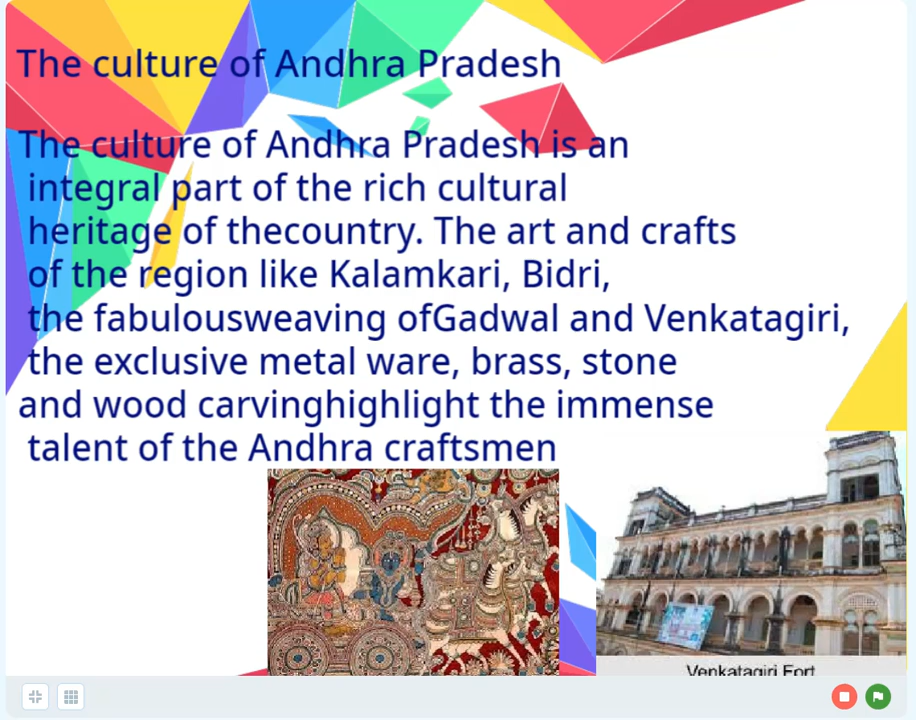 The culture of Andhra Pradesh
The culture of Andhra Pradesh is an
integral part of the rich cultural
heritage of thecountry. The art and crafts
of the region like Kalamkari, Bidri,
the fabulousweaving ofGadwal and Venkatagiri,
the exclusive metal ware, brass, stone
and wood carvinghighlight the immense
talent of the Andhra craftsmen
Venkatagiri Fort